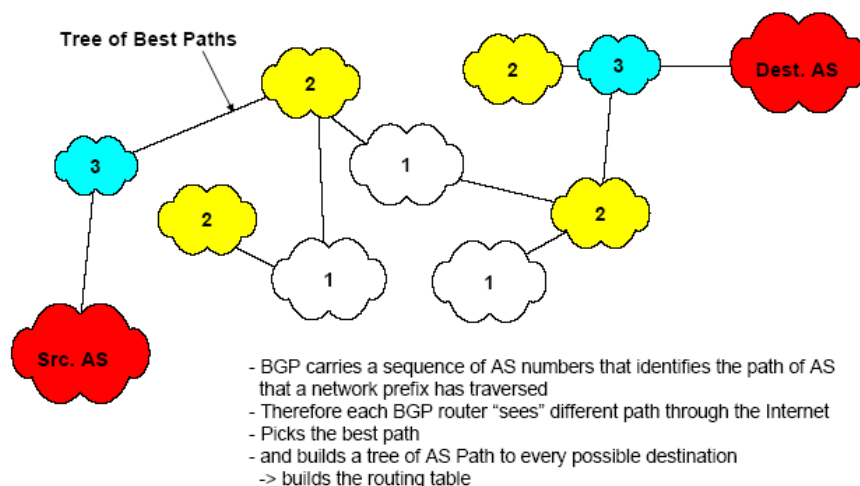 Tree of Best Paths
2
2
3
Dest. AS
3
1
2
2
1
1
Src. AS
- BGP carries a sequence of AS numbers that identifies the path of AS
that a network prefix has traversed
- Therefore each BGP router “sees” different path through the Internet
- Picks the best path
- and builds a tree of AS Path to every possible destination
-> builds the routing table